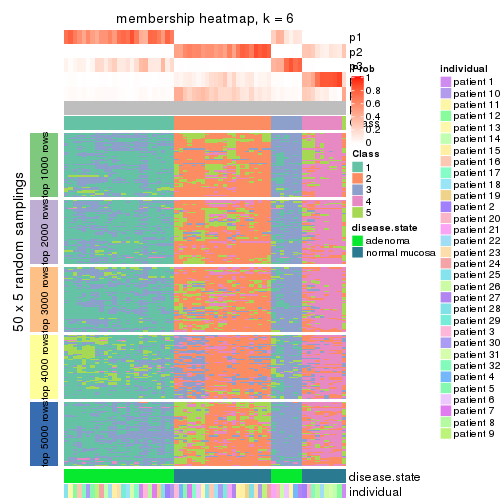 membership heatmap, k = 6
p1
p2
p3
Prob
1
0.8
0.6
0.4
0.2
0
Class
1
2
3
4
5
disease.state
adenoma
normal mucosa
individual
patient 1
patient 10
patient 11
patient 12
patient 13
patient 14
patient 15
patient 16
patient 17
patient 18
patient 19
patient 2
patient 20
patient 21
patient 22
patient 23
patient 24
patient 25
patient 26
patient 27
patient 28
patient 29
patient 3
patient 30
patient 31
patient 32
patient 4
patient 5
patient 6
patient 7
patient 8
patient 9
50 x 5 random samplings
top 1000 rows
top 2000 rows
top 3000 rows
top 4000 rows
top 5000 rows
disease.state
individual